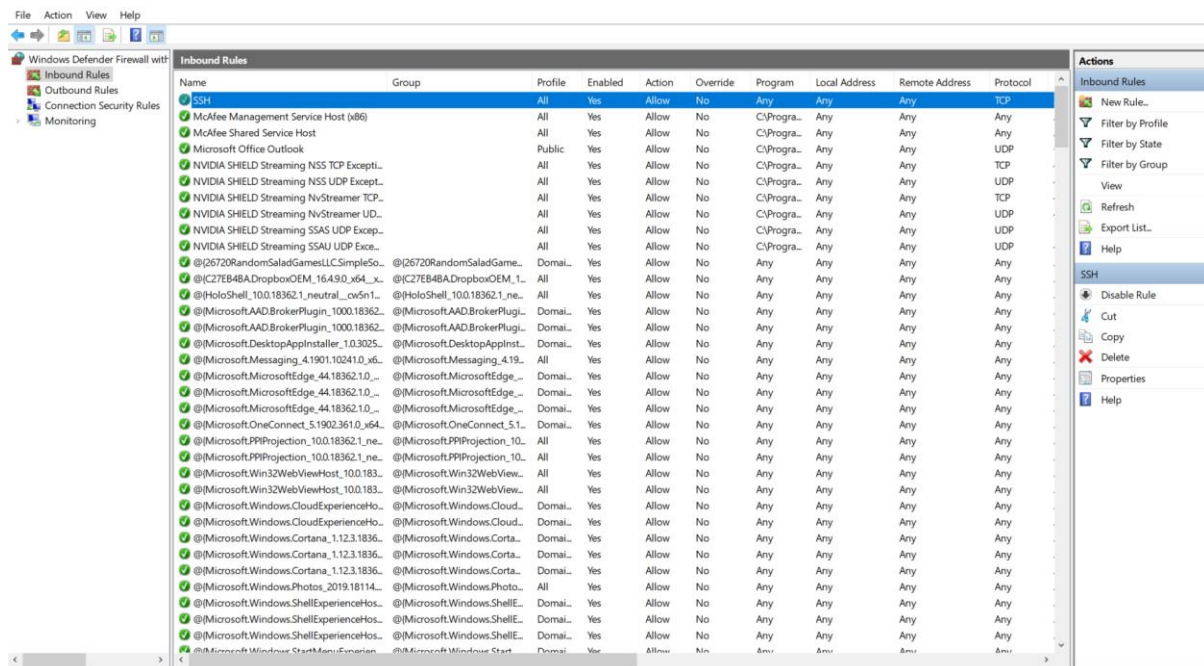 File Action View Help
Windows Defender Firewall with
Inbound Rules
Outbound Rules
Connection Security Rules
Monitoring
Inbound Rules
Name Group Profile Enabled Action Override Program Local Address Remote Address Protocol
SSH All Yes Allow No Any Any Any TCP
McAfee Management Service Host (x86) All Yes Allow No C:\Progra... Any Any Any
McAfee Shared Service Host All Yes Allow No C:\Progra... Any Any Any
Microsoft Office Outlook Public Yes Allow No C:\Progra... Any Any UDP
NVIDIA SHIELD Streaming NSS TCP Excepti... All Yes Allow No C:\Progra... Any Any TCP
NVIDIA SHIELD Streaming NSS UDP Except... All Yes Allow No C:\Progra... Any Any UDP
NVIDIA SHIELD Streaming NvStreamer TCP... All Yes Allow No C:\Progra... Any Any TCP
NVIDIA SHIELD Streaming NvStreamer UD... All Yes Allow No C:\Progra... Any Any UDP
NVIDIA SHIELD Streaming SSAS UDP Excep... All Yes Allow No C:\Progra... Any Any UDP
NVIDIA SHIELD Streaming SSAU UDP Exce... All Yes Allow No C:\Progra... Any Any UDP
@{26720RandomSaladGamesLLC.SimpleSo... @{26720RandomSaladGame... Domai... Yes Allow No Any Any Any Any
@{C27EB4BA.DropboxOEM_16.4.9.0_x64__x... @{C27EB4BA.DropboxOEM_1... All Yes Allow No Any Any Any Any
@{HoloShell_10.0.18362.1_neutral__cw5n1... @{HoloShell_10.0.18362.1_ne... All Yes Allow No Any Any Any Any
@{Microsoft.AAD.BrokerPlugin_1000.18362... @{Microsoft.AAD.BrokerPlugi... Domai... Yes Allow No Any Any Any Any
@{Microsoft.AAD.BrokerPlugin_1000.18362... @{Microsoft.AAD.BrokerPlugi... Domai... Yes Allow No Any Any Any Any
@{Microsoft.DesktopAppInstaller_1.0.3025... @{Microsoft.DesktopAppInst... Domai... Yes Allow No Any Any Any Any
@{Microsoft.Messaging_4.1901.10241.0_x6... @{Microsoft.Messaging_4.19... All Yes Allow No Any Any Any Any
@{Microsoft.MicrosoftEdge_44.18362.1.0_... @{Microsoft.MicrosoftEdge_... Domai... Yes Allow No Any Any Any Any
@{Microsoft.MicrosoftEdge_44.18362.1.0_... @{Microsoft.MicrosoftEdge_... Domai... Yes Allow No Any Any Any Any
@{Microsoft.MicrosoftEdge_44.18362.1.0_... @{Microsoft.MicrosoftEdge_... Domai... Yes Allow No Any Any Any Any
@{Microsoft.OneConnect_5.1902.361.0_x64... @{Microsoft.OneConnect_5.1... Domai... Yes Allow No Any Any Any Any
@{Microsoft.PPIProjection_10.0.18362.1_ne... @{Microsoft.PPIProjection_10... All Yes Allow No Any Any Any Any
@{Microsoft.PPIProjection_10.0.18362.1_ne... @{Microsoft.PPIProjection_10... All Yes Allow No Any Any Any Any
@{Microsoft.Win32WebViewHost_10.0.183... @{Microsoft.Win32WebView... All Yes Allow No Any Any Any Any
@{Microsoft.Win32WebViewHost_10.0.183... @{Microsoft.Win32WebView... All Yes Allow No Any Any Any Any
@{Microsoft.Windows.CloudExperienceHo... @{Microsoft.Windows.Cloud... Domai... Yes Allow No Any Any Any Any
@{Microsoft.Windows.CloudExperienceHo... @{Microsoft.Windows.Cloud... Domai... Yes Allow No Any Any Any Any
@{Microsoft.Windows.Cortana_1.12.3.1836... @{Microsoft.Windows.Corta... Domai... Yes Allow No Any Any Any Any
@{Microsoft.Windows.Cortana_1.12.3.1836... @{Microsoft.Windows.Corta... Domai... Yes Allow No Any Any Any Any
@{Microsoft.Windows.Cortana_1.12.3.1836... @{Microsoft.Windows.Corta... Domai... Yes Allow No Any Any Any Any
@{Microsoft.Windows.Photos_2019.18114... @{Microsoft.Windows.Photo... All Yes Allow No Any Any Any Any
@{Microsoft.Windows.ShellExperienceHos... @{Microsoft.Windows.ShellE... Domai... Yes Allow No Any Any Any Any
@{Microsoft.Windows.ShellExperienceHos... @{Microsoft.Windows.ShellE... Domai... Yes Allow No Any Any Any Any
@{Microsoft.Windows.ShellExperienceHos... @{Microsoft.Windows.ShellE... Domai... Yes Allow No Any Any Any Any
@{Microsoft.Windows.StartMenuExperien... @{Microsoft.Windows.Start... Domai... Yes Allow No Any Any Any Any
Actions
Inbound Rules
New Rule...
Filter by Profile
Filter by State
Filter by Group
View
Refresh
Export List...
Help
SSH
Disable Rule
Cut
Copy
Delete
Properties
Help